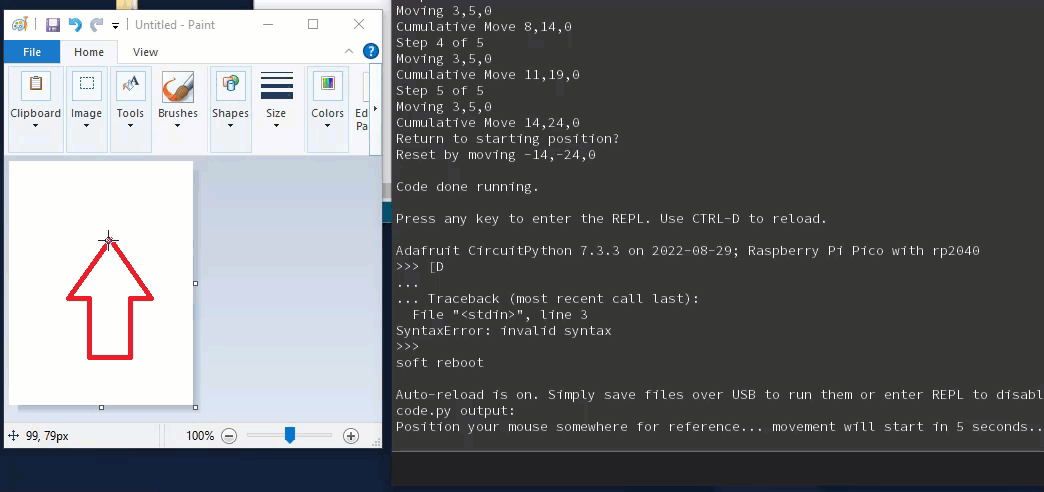 Untitled - Paint
File
Home
View
Clipboard
Image
Tools
Brushes
Shapes
Size
Colors
Ed
Pa
99, 79px
100%
Moving 3,5,0
Cumulative Move 8,14,0
Step 4 of 5
Moving 3,5,0
Cumulative Move 11,19,0
Step 5 of 5
Moving 3,5,0
Cumulative Move 14,24,0
Return to starting position?
Reset by moving -14,-24,0
Code done running.
Press any key to enter the REPL. Use CTRL-D to reload.
Adafruit CircuitPython 7.3.3 on 2022-08-29; Raspberry Pi Pico with rp2040
>>> [D
...
... Traceback (most recent call last):
File "<stdin>", line 3
SyntaxError: invalid syntax
>>>
soft reboot
Auto-reload is on. Simply save files over USB to run them or enter REPL to disabl
code.py output:
Position your mouse somewhere for reference... movement will start in 5 seconds..